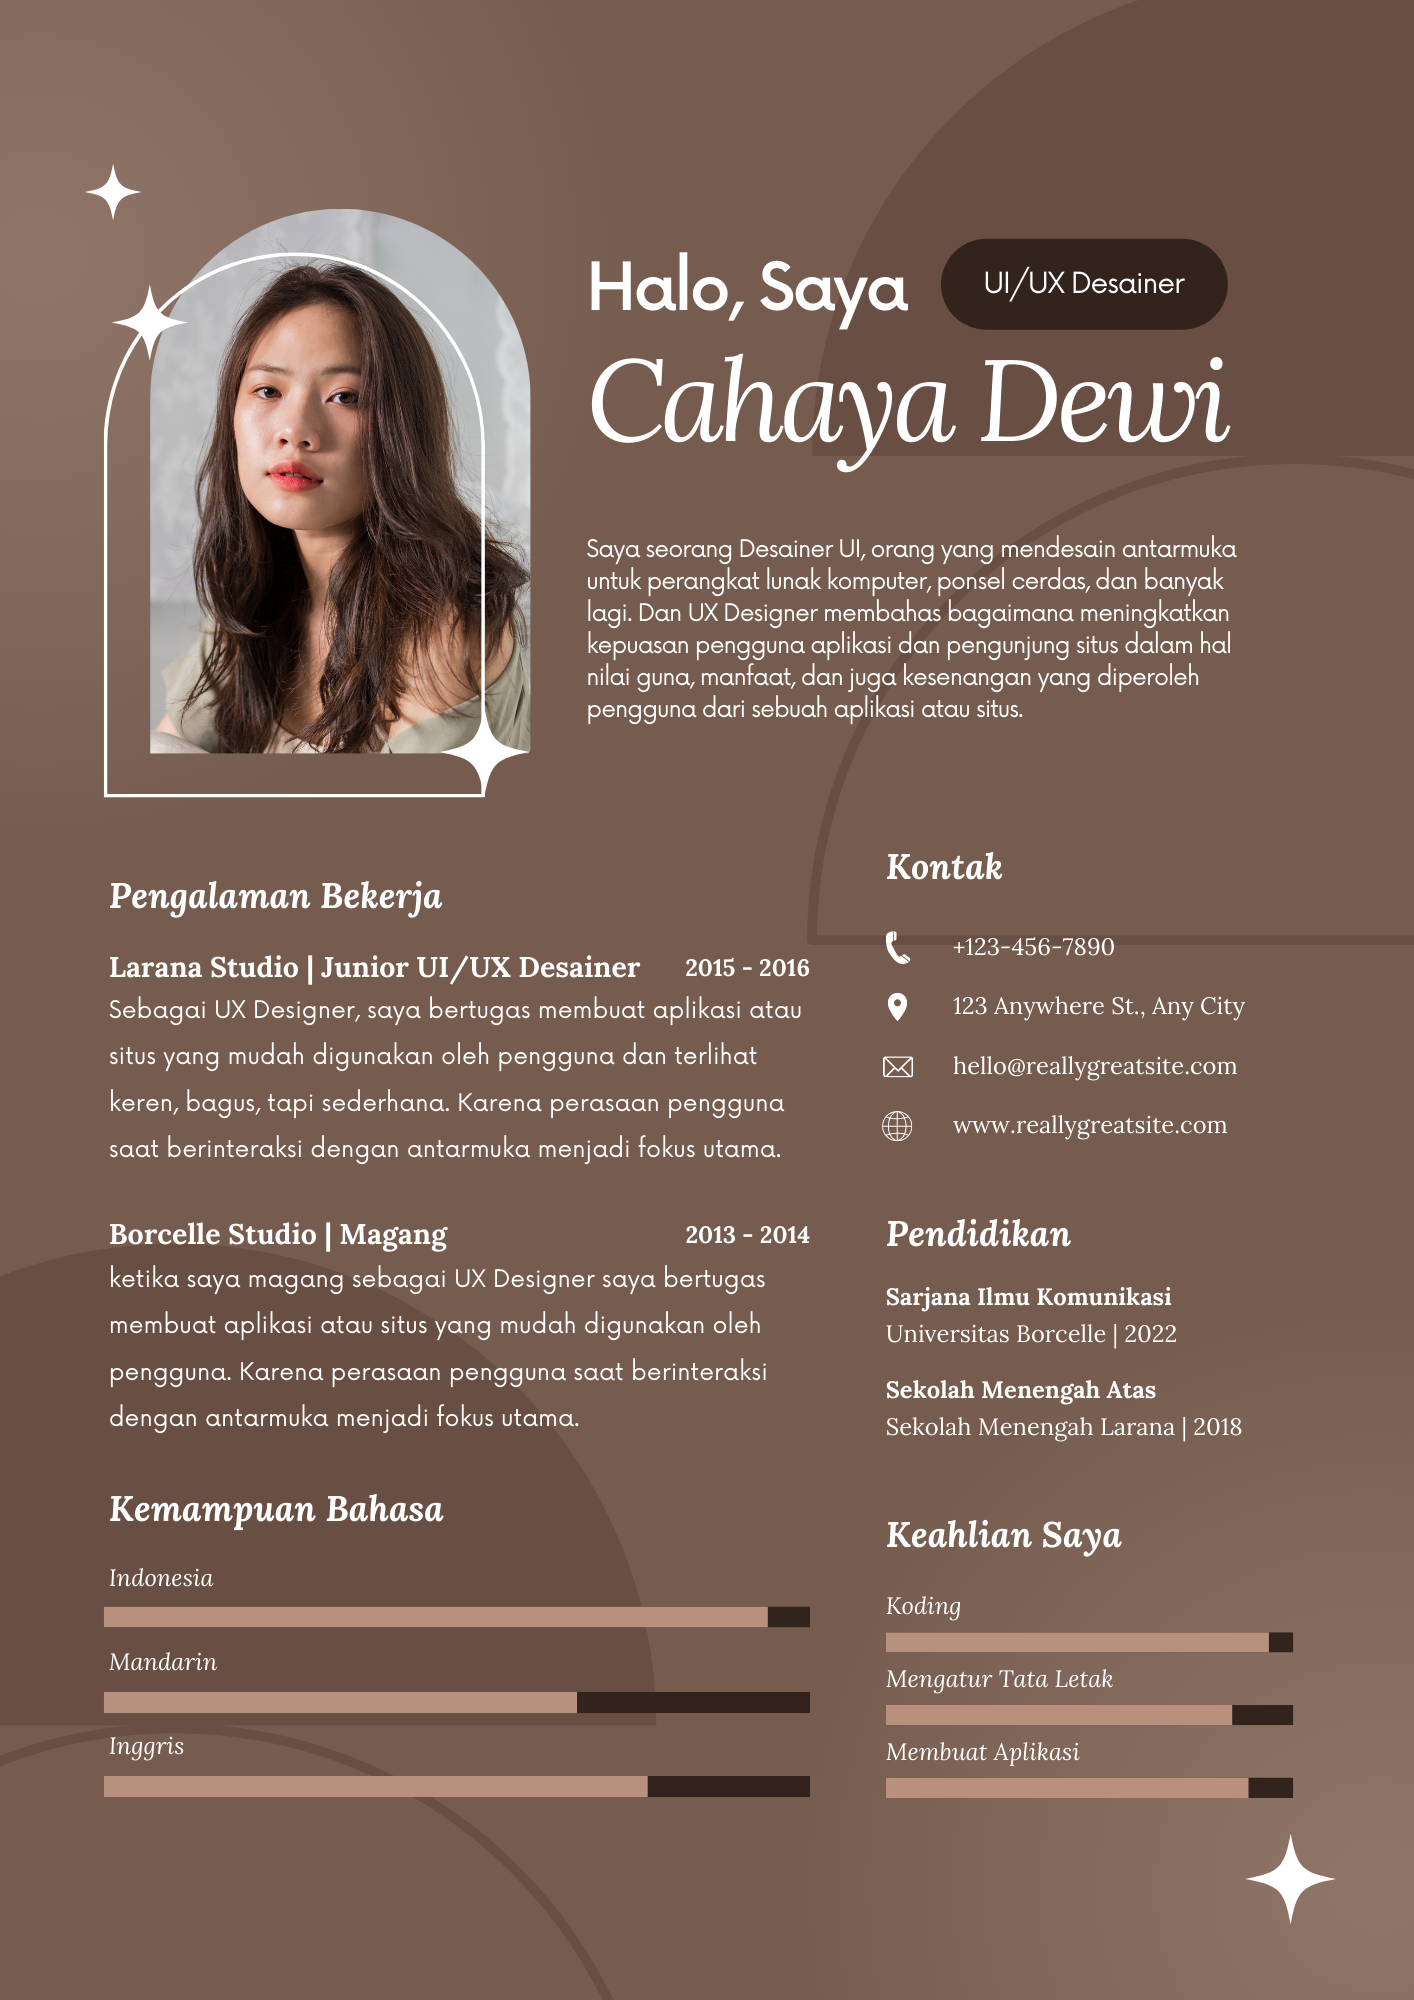 Halo, Saya
UI/UX Desainer
Cahaya Dewi
Saya seorang Desainer UI, orang yang mendesain antarmuka
untuk perangkat lunak komputer, ponsel cerdas, dan banyak
lagi. Dan UX Designer membahas bagaimana meningkatkan
kepuasan pengguna aplikasi dan pengunjung situs dalam hal
nilai guna, manfaat, dan juga kesenangan yang diperoleh
pengguna dari sebuah aplikasi atau situs.
Pengalaman Bekerja
Larana Studio | Junior UI/UX Desainer 2015 - 2016
Sebagai UX Designer, saya bertugas membuat aplikasi atau
situs yang mudah digunakan oleh pengguna dan terlihat
keren, bagus, tapi sederhana. Karena perasaan pengguna
saat berinteraksi dengan antarmuka menjadi fokus utama.
Borcelle Studio | Magang 2013 - 2014
ketika saya magang sebagai UX Designer saya bertugas
membuat aplikasi atau situs yang mudah digunakan oleh
pengguna. Karena perasaan pengguna saat berinteraksi
dengan antarmuka menjadi fokus utama.
Kemampuan Bahasa
Indonesia
Mandarin
Inggris
Kontak
+123-456-7890
123 Anywhere St., Any City
hello@reallygreatsite.com
www.reallygreatsite.com
Pendidikan
Sarjana Ilmu Komunikasi
Universitas Borcelle | 2022
Sekolah Menengah Atas
Sekolah Menengah Larana | 2018
Keahlian Saya
Koding
Mengatur Tata Letak
Membuat Aplikasi